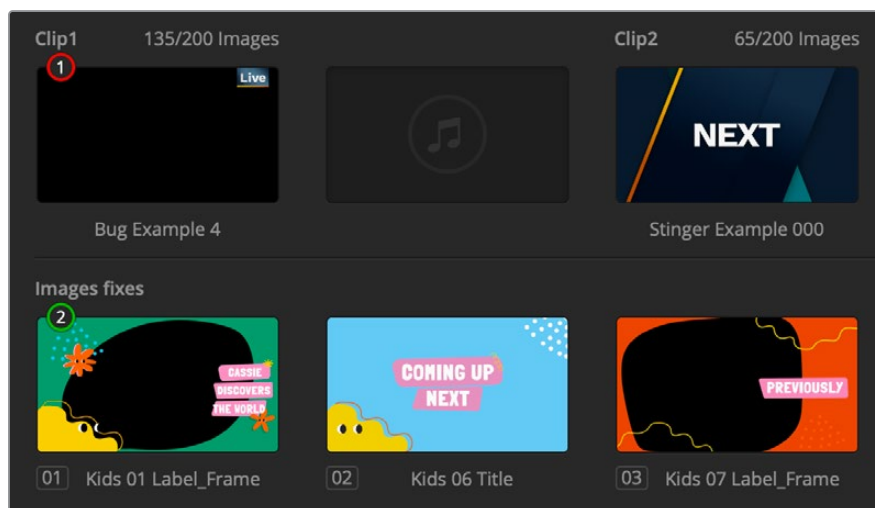 Clip1 135/200 Images Clip2 65/200 Images
1
Live
NEXT
Bug Example 4 Stinger Example 000
Images fixes
2
CASSIE
DISCOVERS
THE WORLD
COMING UP
NEXT
PREVIOUSLY
01 Kids 01 Label_Frame 02 Kids 06 Title 03 Kids 07 Label_Frame